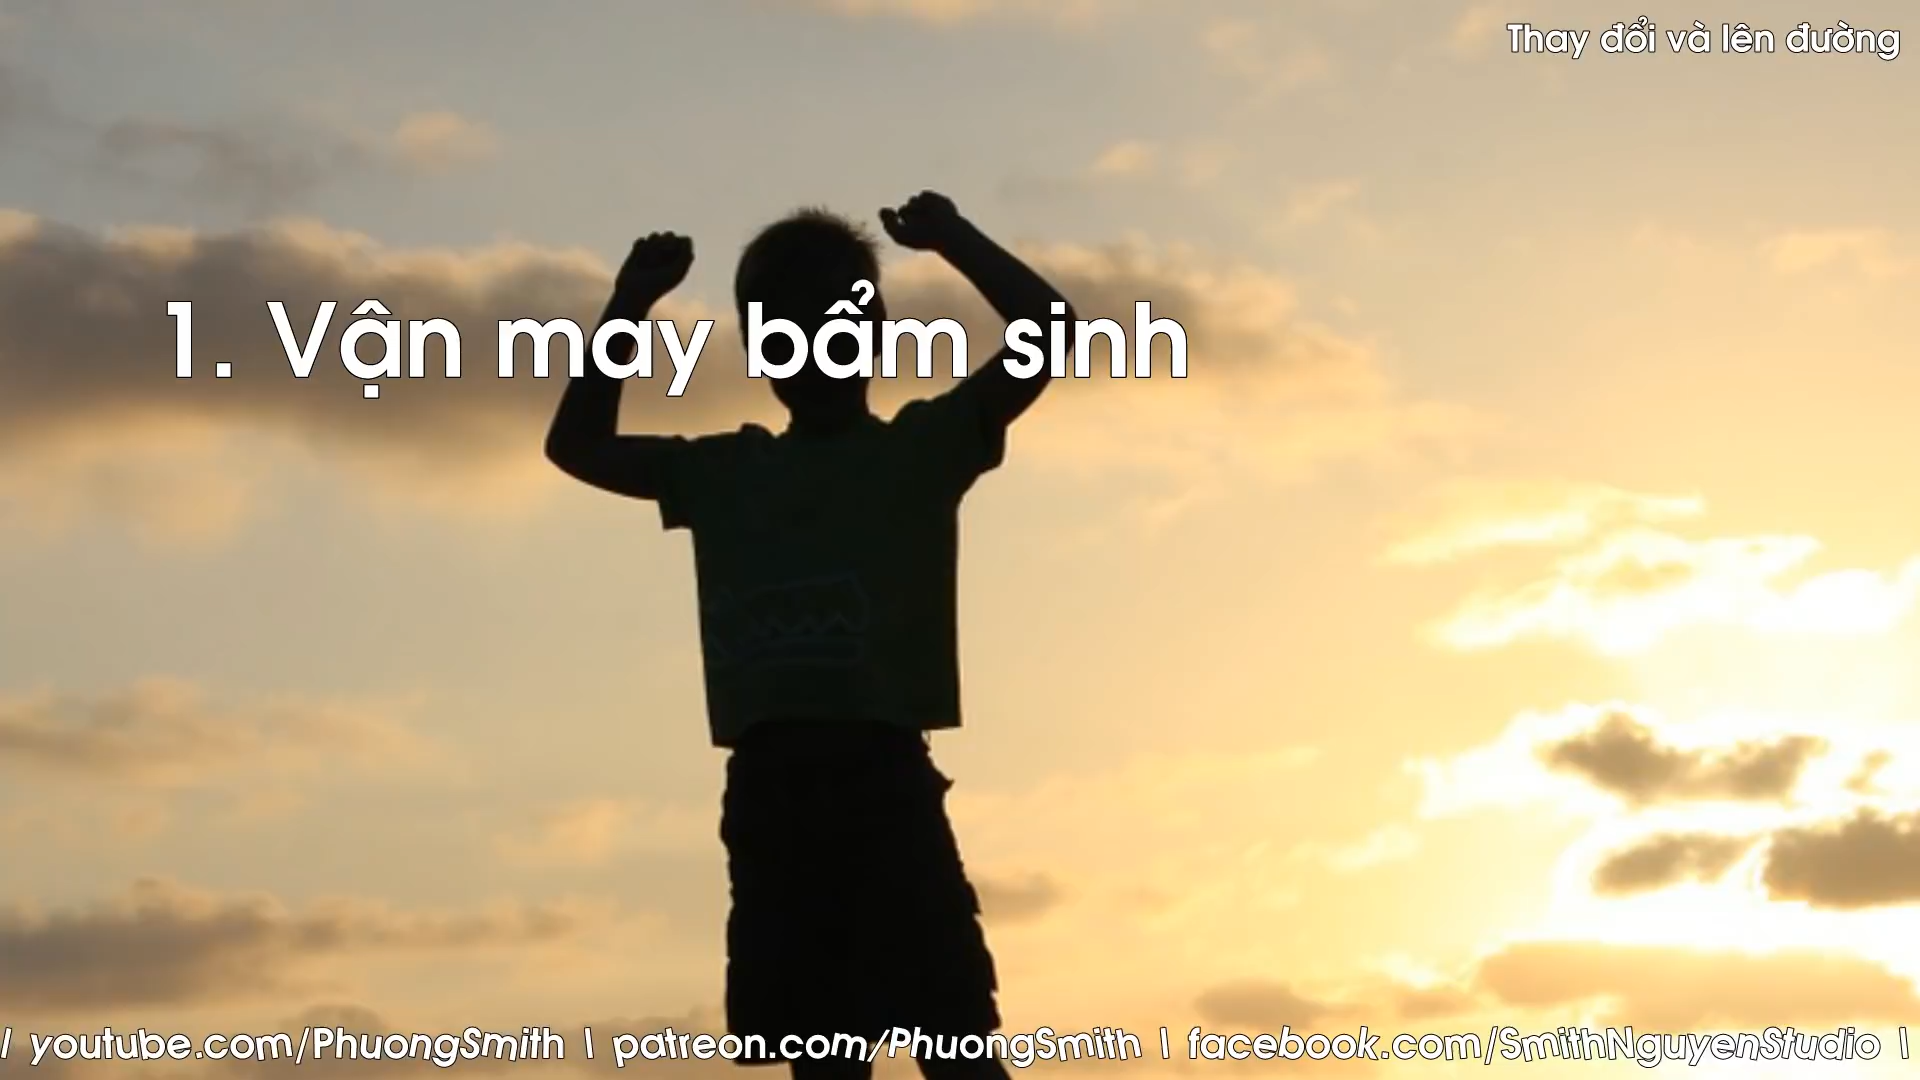 Thay đổi và lên đường
1. Vận may bẩm sinh
/ youtube.com/PhuongSmith | patreon.com/PhuongSmith | facebook.com/SmithNguyenStudio |